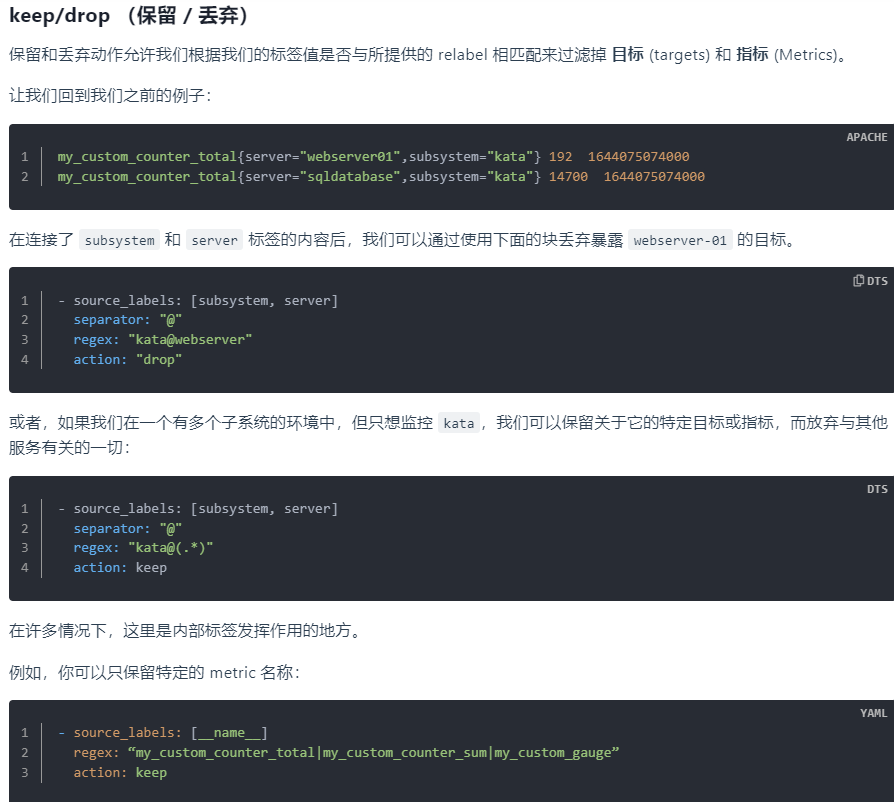 keep/drop （保留 / 丢弃）
保留和丢弃动作允许我们根据我们的标签值是否与所提供的 relabel 相匹配来过滤掉 目标 (targets) 和 指标 (Metrics)。
让我们回到我们之前的例子：
APACHE
1 my_custom_counter_total{server="webserver01",subsystem="kata"} 192  1644075074000
2 my_custom_counter_total{server="sqldatabase",subsystem="kata"} 14700  1644075074000
在连接了 subsystem 和 server 标签的内容后，我们可以通过使用下面的块丢弃暴露 webserver-01 的目标。
DTS
1 - source_labels: [subsystem, server]
2   separator: "@"
3   regex: "kata@webserver"
4   action: "drop"
或者，如果我们在一个有多个子系统的环境中，但只想监控 kata，我们可以保留关于它的特定目标或指标，而放弃与其他
服务有关的一切：
DTS
1 - source_labels: [subsystem, server]
2   separator: "@"
3   regex: "kata@(.*)"
4   action: keep
在许多情况下，这里是内部标签发挥作用的地方。
例如，你可以只保留特定的 metric 名称：
YAML
1 - source_labels: [__name__]
2   regex: “my_custom_counter_total|my_custom_counter_sum|my_custom_gauge”
3   action: keep